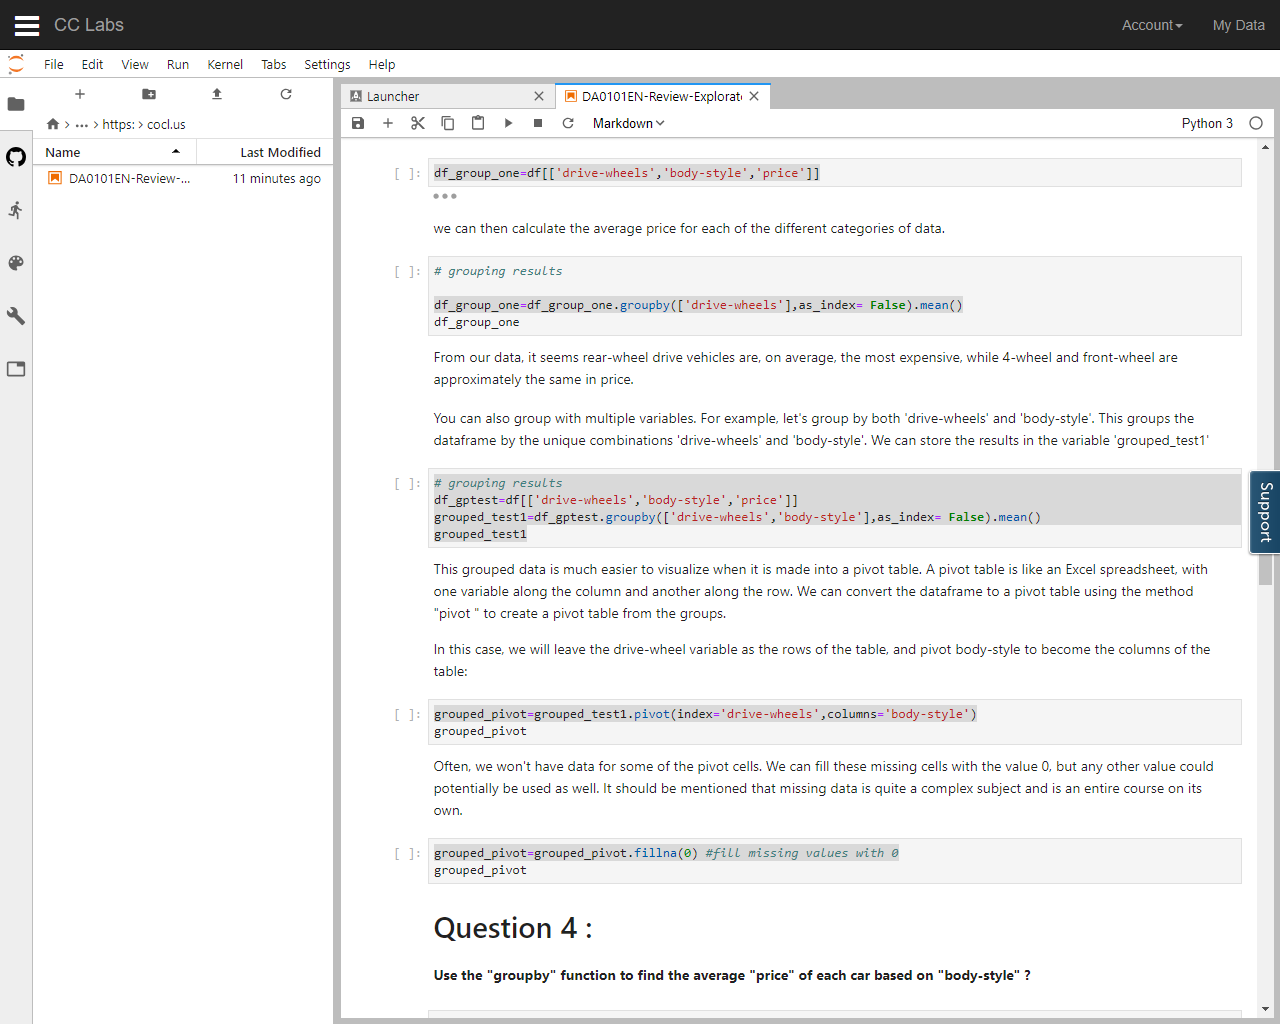 CC Labs
Account
My Data
File Edit View Run Kernel Tabs Settings Help
Launcher
DA0101EN-Review-Explorat
Markdown
Python 3
... > https: > cocl.us
Name
Last Modified
DA0101EN-Review-...
11 minutes ago
[ ]: df_group_one=df[['drive-wheels','body-style','price']]
we can then calculate the average price for each of the different categories of data.
[ ]: # grouping results
df_group_one=df_group_one.groupby(['drive-wheels'],as_index= False).mean()
df_group_one
From our data, it seems rear-wheel drive vehicles are, on average, the most expensive, while 4-wheel and front-wheel are
approximately the same in price.
You can also group with multiple variables. For example, let's group by both 'drive-wheels' and 'body-style'. This groups the
dataframe by the unique combinations 'drive-wheels' and 'body-style'. We can store the results in the variable 'grouped_test1'
[ ]: # grouping results
df_gptest=df[['drive-wheels','body-style','price']]
grouped_test1=df_gptest.groupby(['drive-wheels','body-style'],as_index= False).mean()
grouped_test1
This grouped data is much easier to visualize when it is made into a pivot table. A pivot table is like an Excel spreadsheet, with
one variable along the column and another along the row. We can convert the dataframe to a pivot table using the method
"pivot " to create a pivot table from the groups.
In this case, we will leave the drive-wheel variable as the rows of the table, and pivot body-style to become the columns of the
table:
[ ]: grouped_pivot=grouped_test1.pivot(index='drive-wheels',columns='body-style')
grouped_pivot
Often, we won't have data for some of the pivot cells. We can fill these missing cells with the value 0, but any other value could
potentially be used as well. It should be mentioned that missing data is quite a complex subject and is an entire course on its
own.
[ ]: grouped_pivot=grouped_pivot.fillna(0) #fill missing values with 0
grouped_pivot
Question 4 :
Use the "groupby" function to find the average "price" of each car based on "body-style" ?
Support